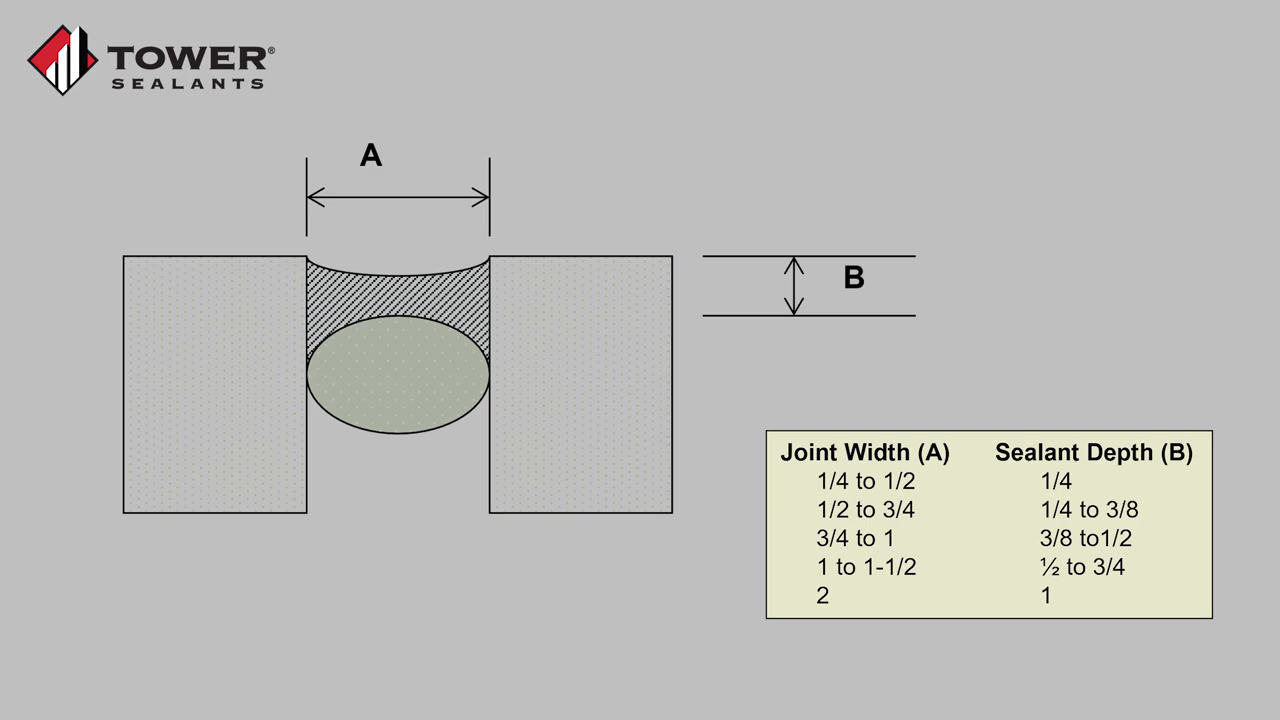 TOWER®
SEALANTS
A
B
Joint Width (A) Sealant Depth (B)
1/4 to 1/2 1/4
1/2 to 3/4 1/4 to 3/8
3/4 to 1 3/8 to1/2
1 to 1-1/2 ½ to 3/4
2 1